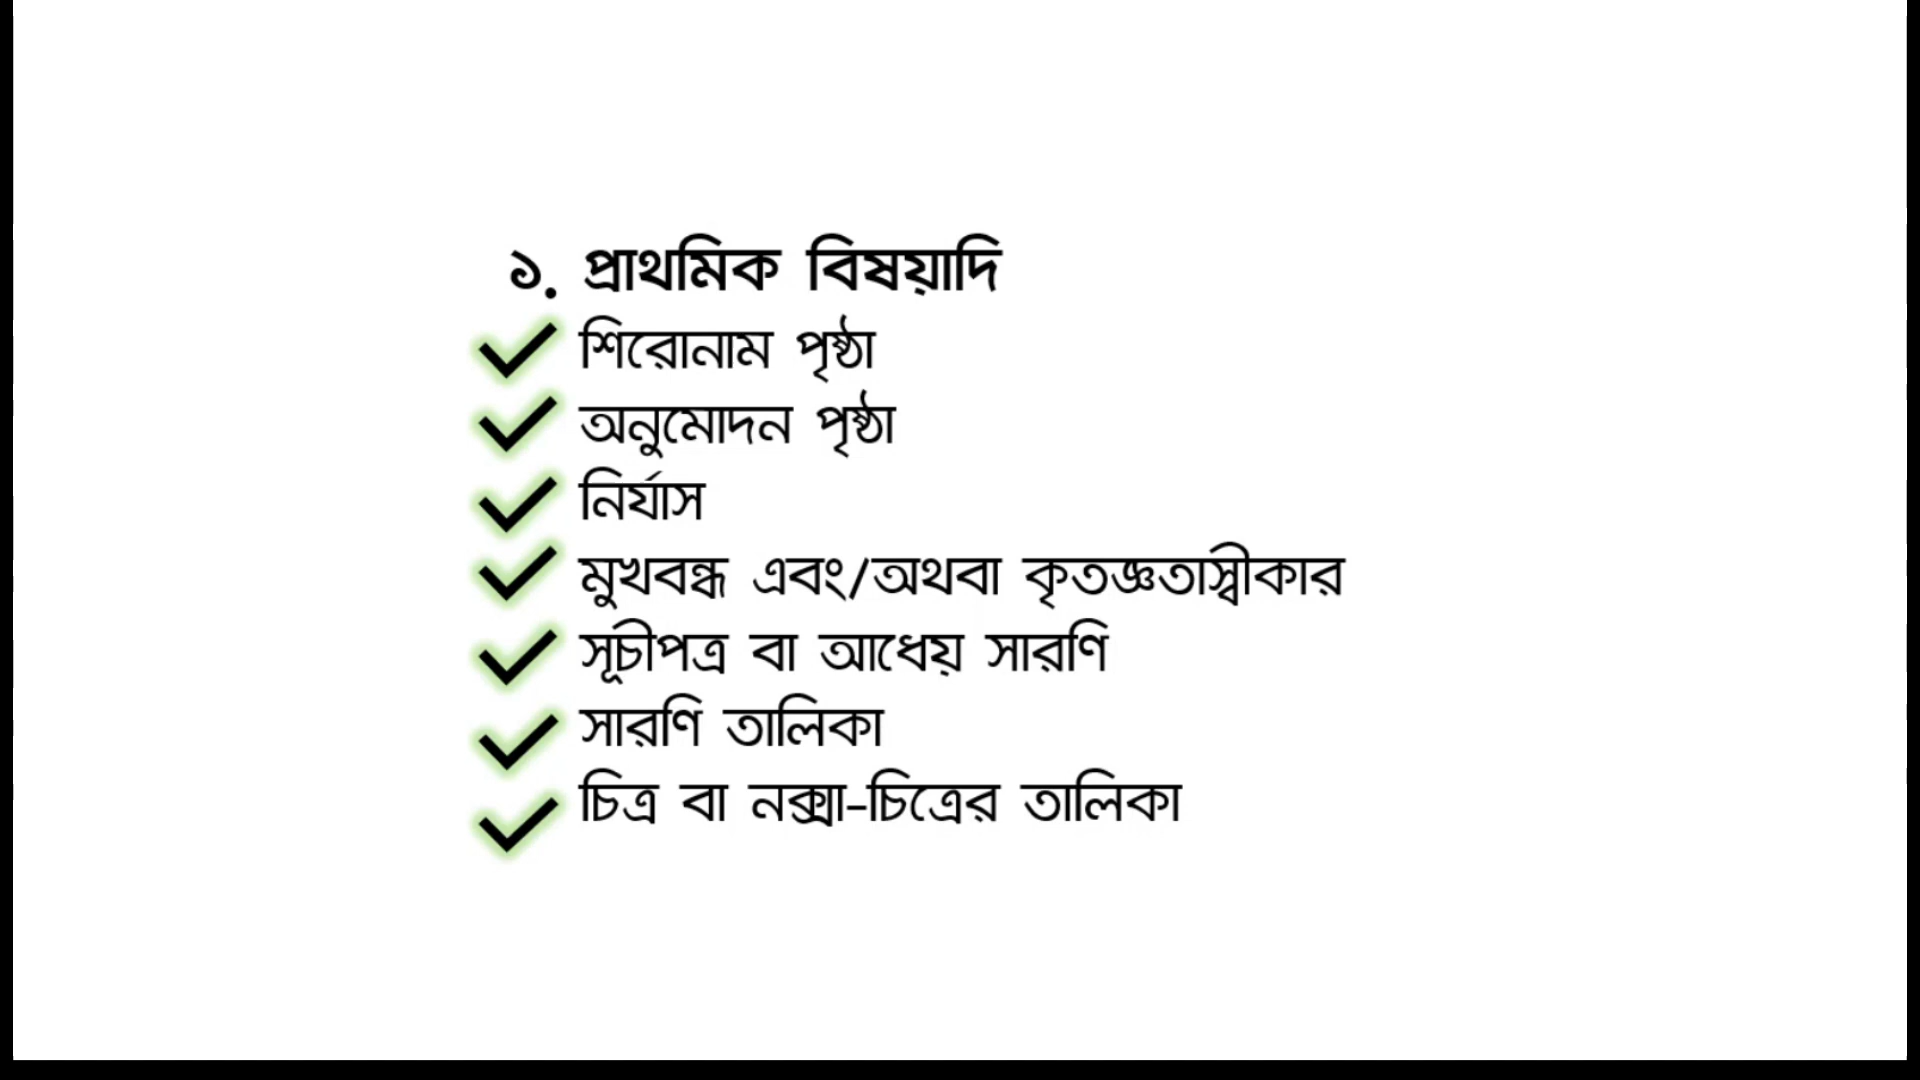 ১. প্রাথমিক বিষয়াদি
শিরোনাম পৃষ্ঠা
অনুমোদন পৃষ্ঠা
নির্যাস
মুখবন্ধ এবং/অথবা কৃতজ্ঞতাস্বীকার
সূচীপত্র বা আধেয় সারণি
সারণি তালিকা
চিত্র বা নক্সা-চিত্রের তালিকা